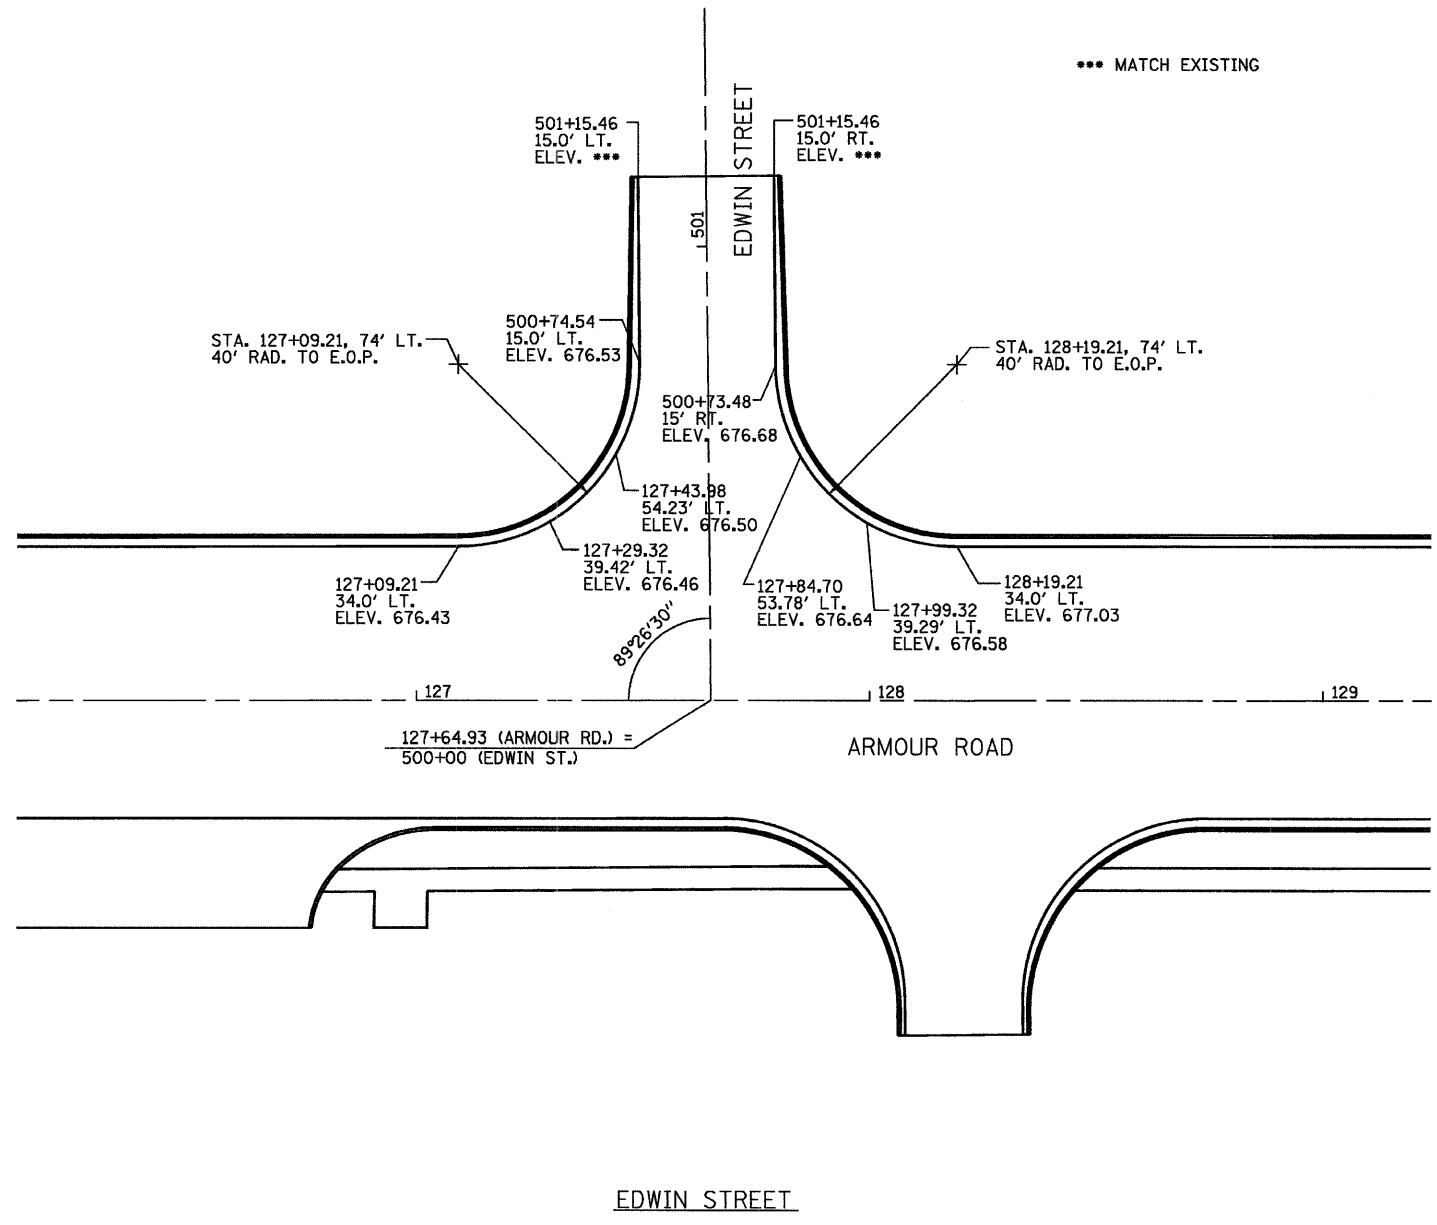 *** MATCH EXISTING
EDWIN STREET
501+15.46
15.0' LT.
ELEV. ***
501+15.46
15.0' RT.
ELEV. ***
501
STA. 127+09.21, 74' LT.
40' RAD. TO E.O.P.
500+74.54
15.0' LT.
ELEV. 676.53
STA. 128+19.21, 74' LT.
40' RAD. TO E.O.P.
500+73.48
15' RT.
ELEV. 676.68
127+43.98
54.23' LT.
ELEV. 676.50
127+29.32
39.42' LT.
ELEV. 676.46
127+09.21
34.0' LT.
ELEV. 676.43
127+84.70
53.78' LT.
ELEV. 676.64
127+99.32
39.29' LT.
ELEV. 676.58
128+19.21
34.0' LT.
ELEV. 677.03
89°26'30"
127
128
129
127+64.93 (ARMOUR RD.) =
500+00 (EDWIN ST.)
ARMOUR ROAD
EDWIN STREET